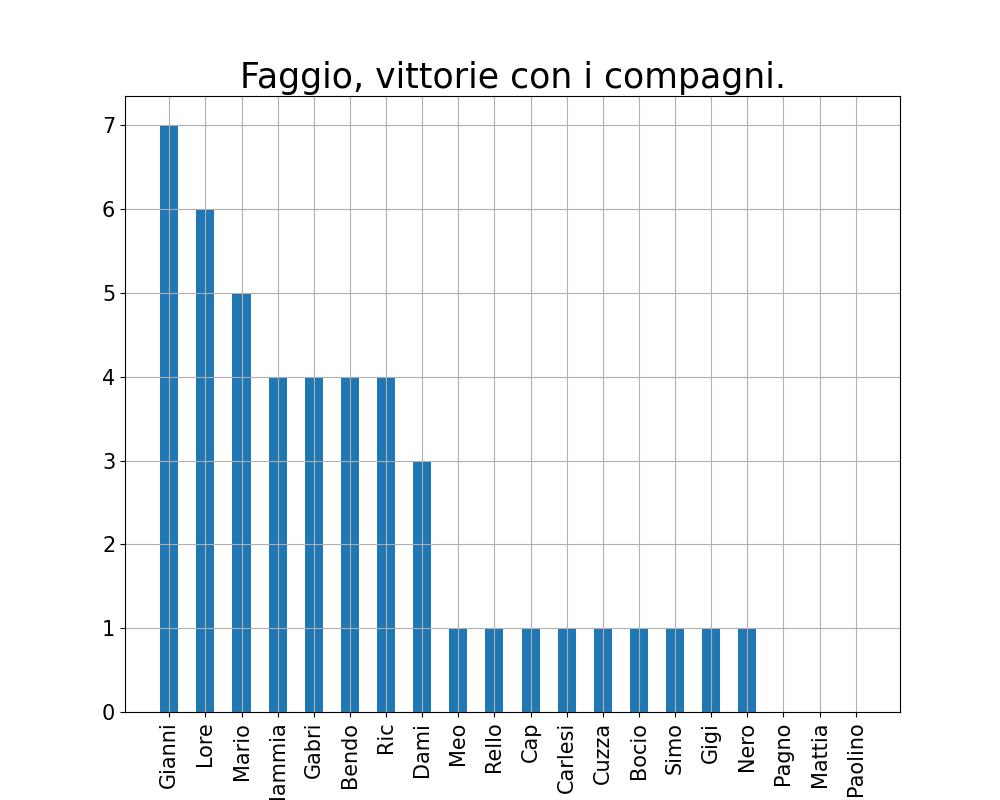 Faggio, vittorie con i compagni.
7
6
5
4
3
2
1
0
Gianni
Lore
Mario
Gabri
Bendo
Ric
Dami
Meo
Rello
Cap
Carlesi
Cuzza
Bocio
Simo
Gigi
Nero
Pagno
Mattia
Paolino